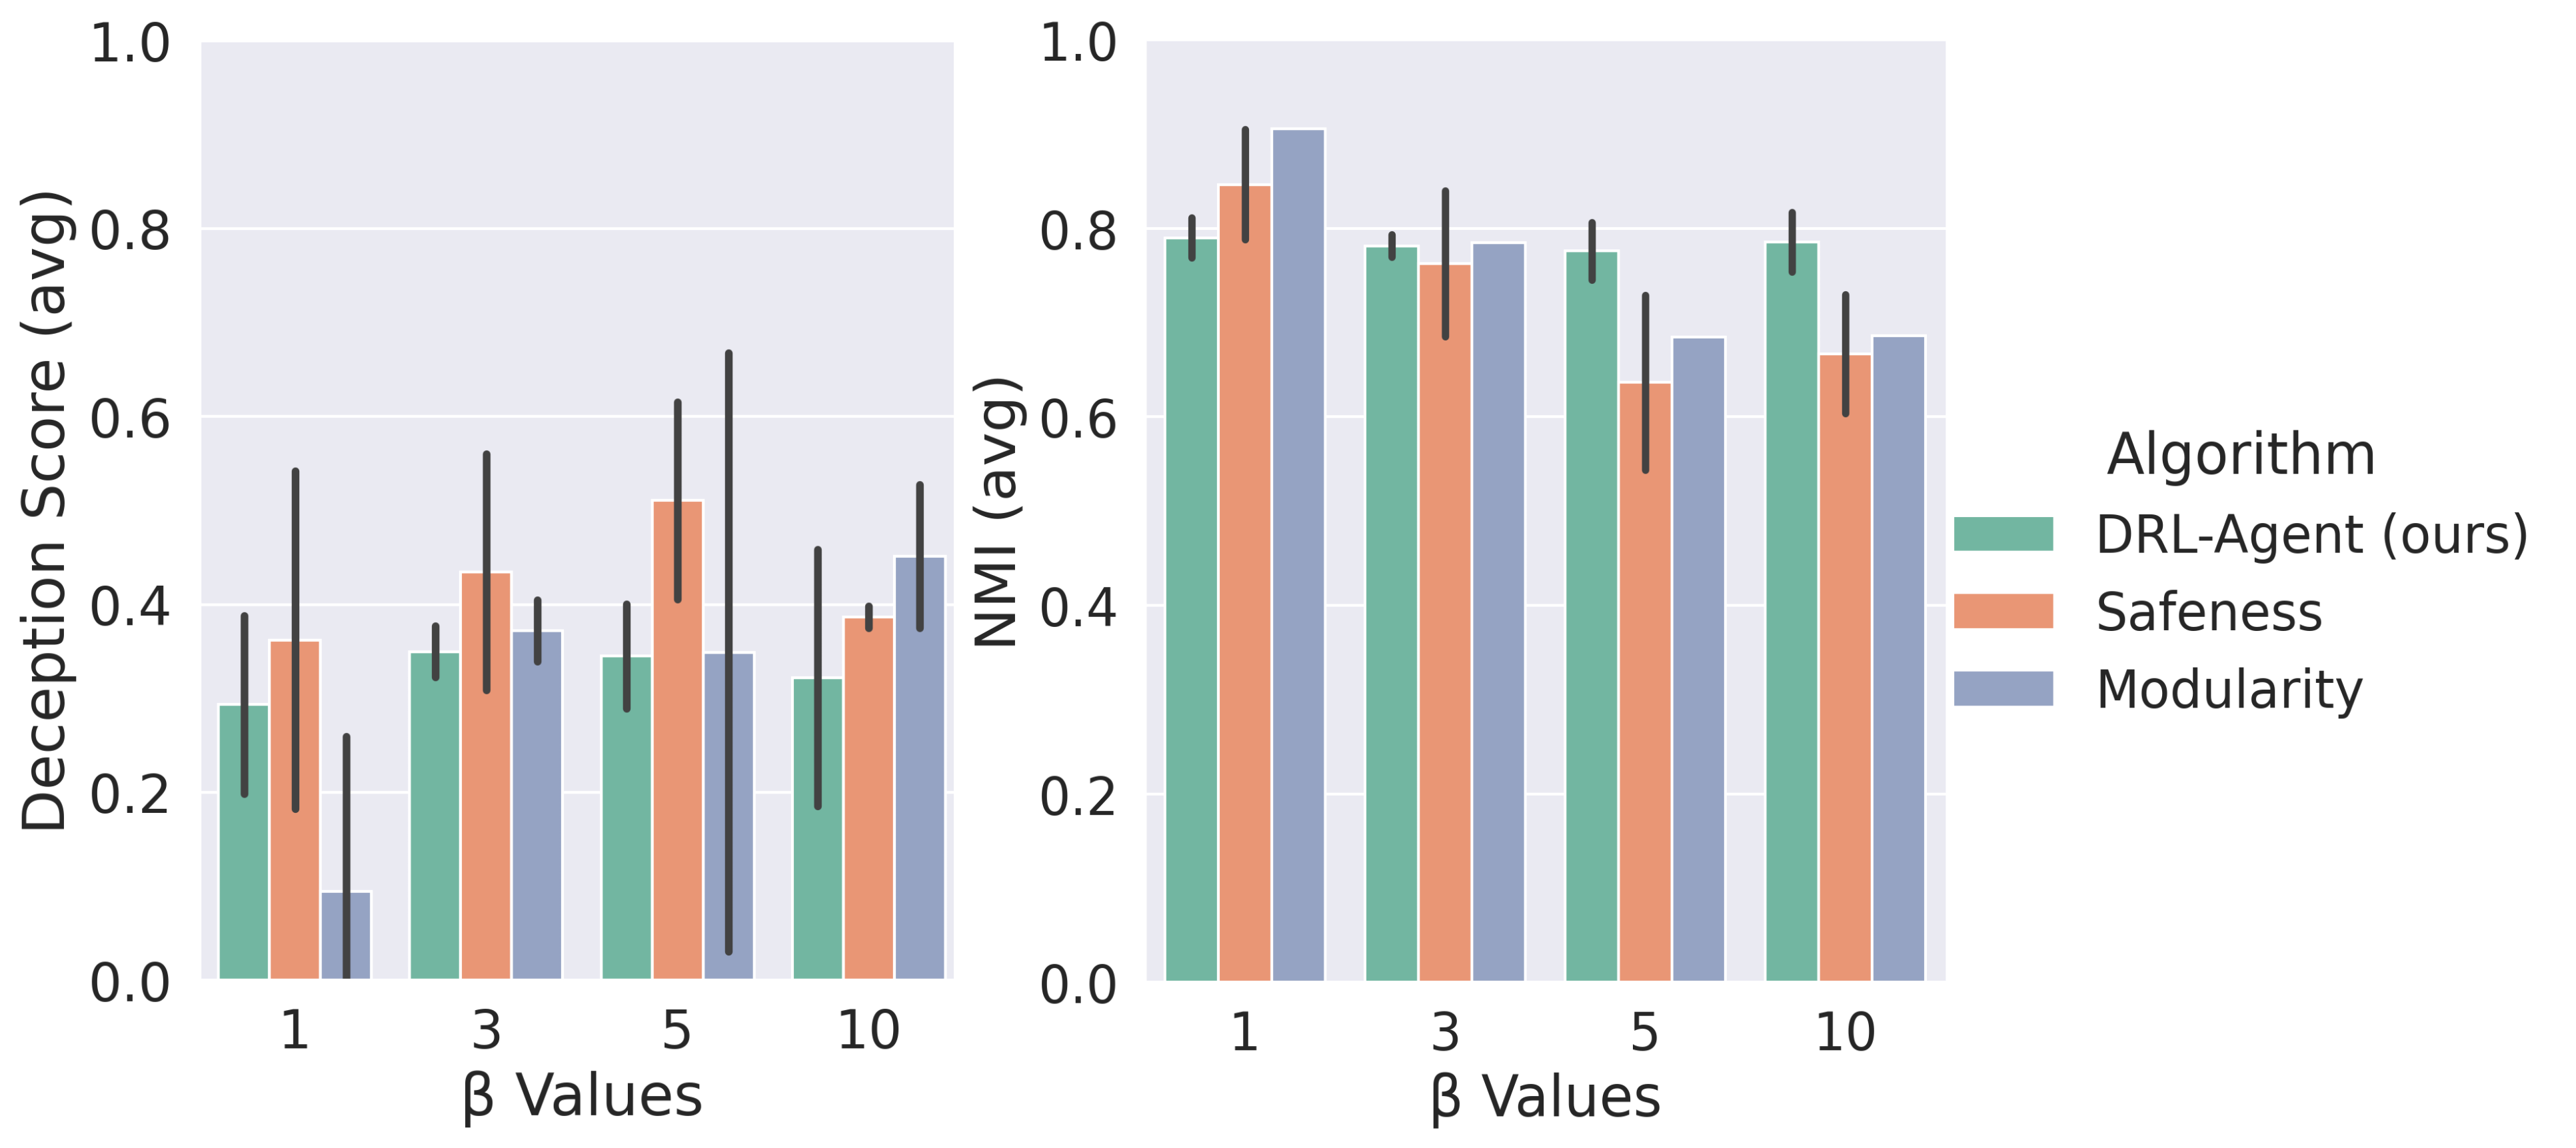 Deception Score (avg)
1.0
0.8
0.6
0.4
0.2
0.0
1 3 5 10
β Values
NMI (avg)
1.0
0.8
0.6
0.4
0.2
0.0
1 3 5 10
β Values
Algorithm
DRL-Agent (ours)
Safeness
Modularity